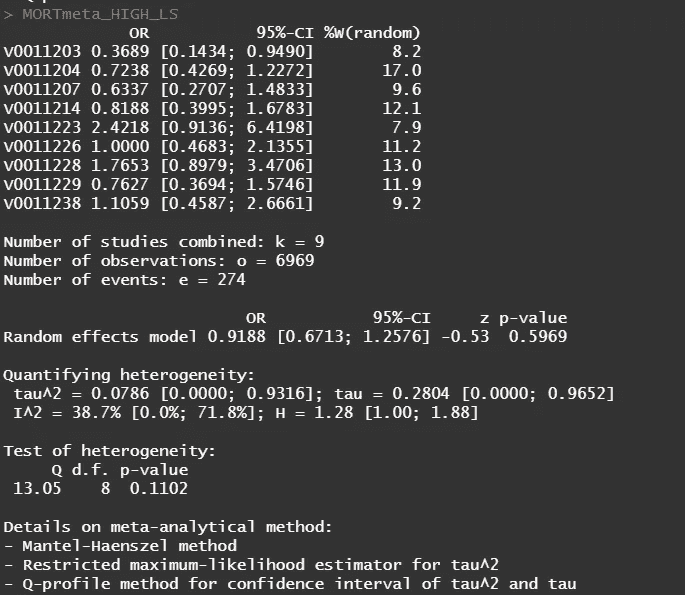 > MORTmeta_HIGH_LS
OR 95%-CI %W(random)
v0011203 0.3689 [0.1434; 0.9490] 8.2
v0011204 0.7238 [0.4269; 1.2272] 17.0
v0011207 0.6337 [0.2707; 1.4833] 9.6
v0011214 0.8188 [0.3995; 1.6783] 12.1
v0011223 2.4218 [0.9136; 6.4198] 7.9
v0011226 1.0000 [0.4683; 2.1355] 11.2
v0011228 1.7653 [0.8979; 3.4706] 13.0
v0011229 0.7627 [0.3694; 1.5746] 11.9
v0011238 1.1059 [0.4587; 2.6661] 9.2
Number of studies combined: k = 9
Number of observations: o = 6969
Number of events: e = 274
OR 95%-CI z p-value
Random effects model 0.9188 [0.6713; 1.2576] -0.53 0.5969
Quantifying heterogeneity:
tau^2 = 0.0786 [0.0000; 0.9316]; tau = 0.2804 [0.0000; 0.9652]
I^2 = 38.7% [0.0%; 71.8%]; H = 1.28 [1.00; 1.88]
Test of heterogeneity:
Q d.f. p-value
13.05 8 0.1102
Details on meta-analytical method:
- Mantel-Haenszel method
- Restricted maximum-likelihood estimator for tau^2
- Q-profile method for confidence interval of tau^2 and tau